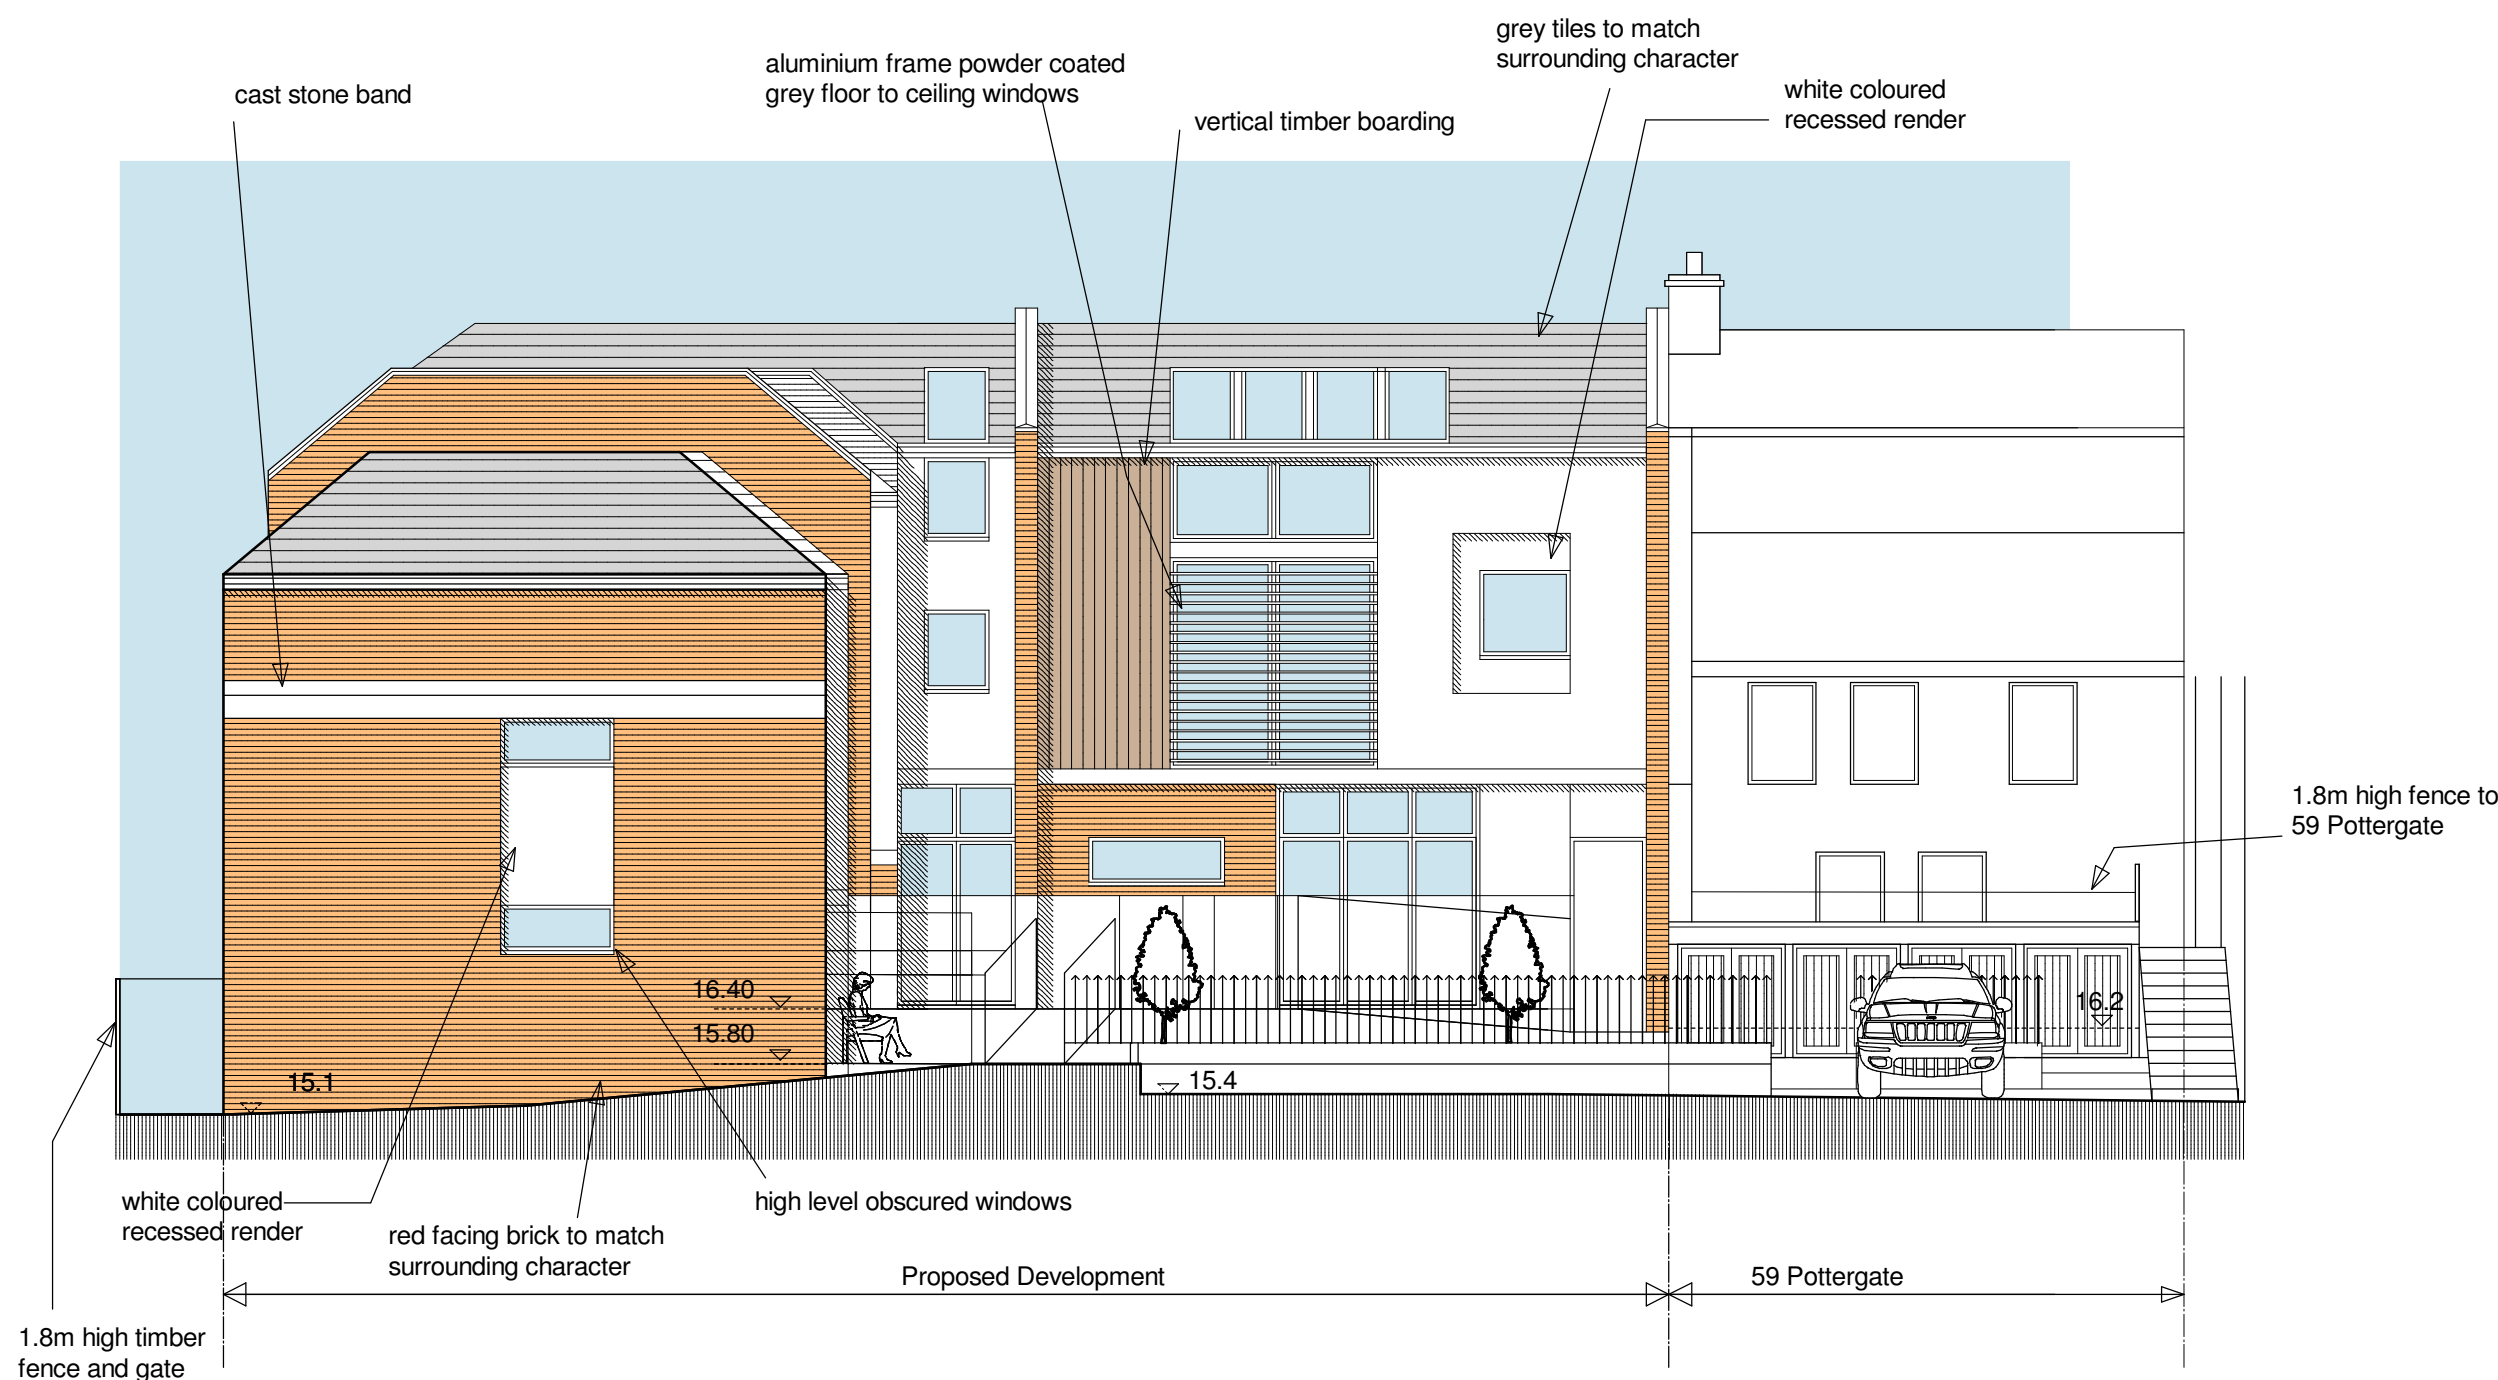 grey tiles to match
surrounding character
aluminium frame powder coated
grey floor to ceiling windows
cast stone band
vertical timber boarding
white coloured
recessed render
1.8m high fence to
59 Pottergate
16.40
15.80
16.2
15.1
15.4
white coloured
recessed render
high level obscured windows
red facing brick to match
surrounding character
Proposed Development
59 Pottergate
1.8m high timber
fence and gate